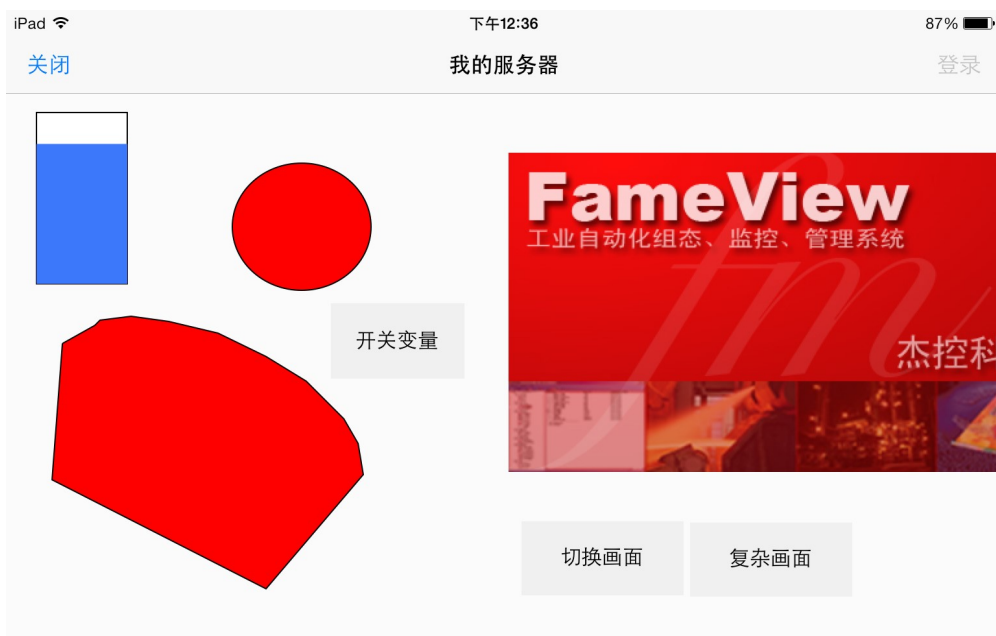 iPad 下午12:36 87%
关闭 我的服务器 登录
FameView
工业自动化组态、监控、管理系统
开关变量
杰控科
切换画面 复杂画面